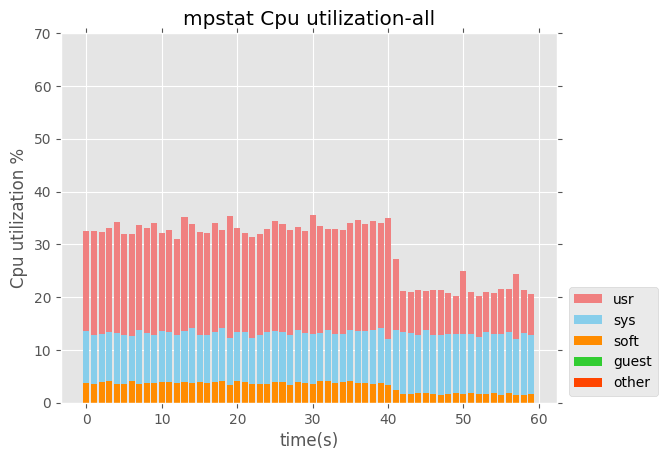 mpstat Cpu utilization-all
Cpu utilization %
70
60
50
40
30
20
10
0
0
10
20
30
40
50
60
time(s)
usr
sys
soft
guest
other